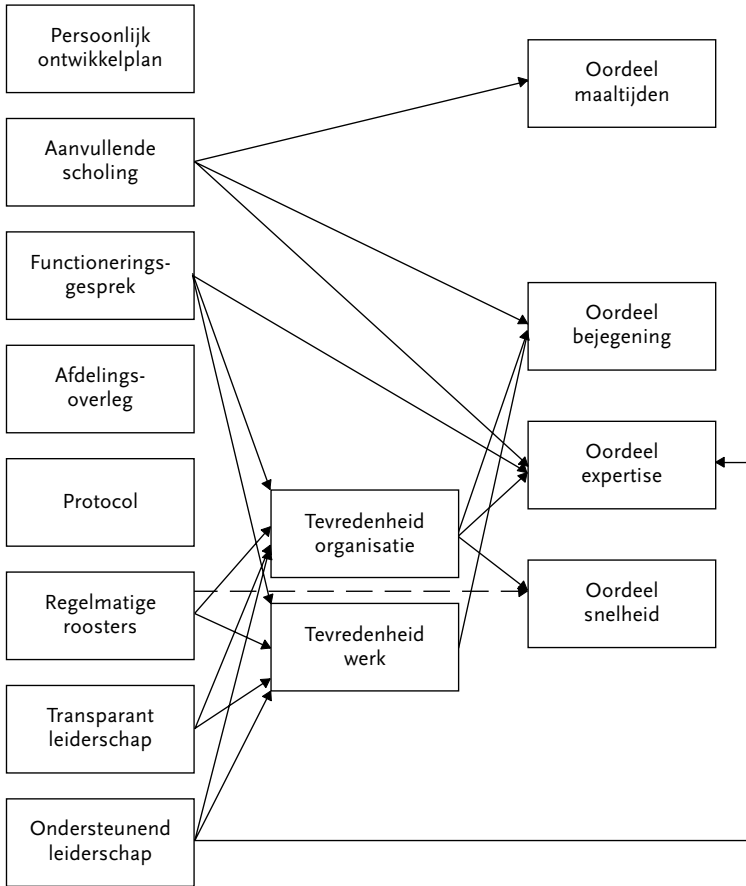 Persoonlijk
ontwikkelplan
Aanvullende
scholing
Functionerings-
gesprek
Afdelings-
overleg
Protocol
Regelmatige
roosters
Transparant
leiderschap
Ondersteunend
leiderschap
Tevredenheid
organisatie
Tevredenheid
werk
Oordeel
maaltijden
Oordeel
bejegening
Oordeel
expertise
Oordeel
snelheid